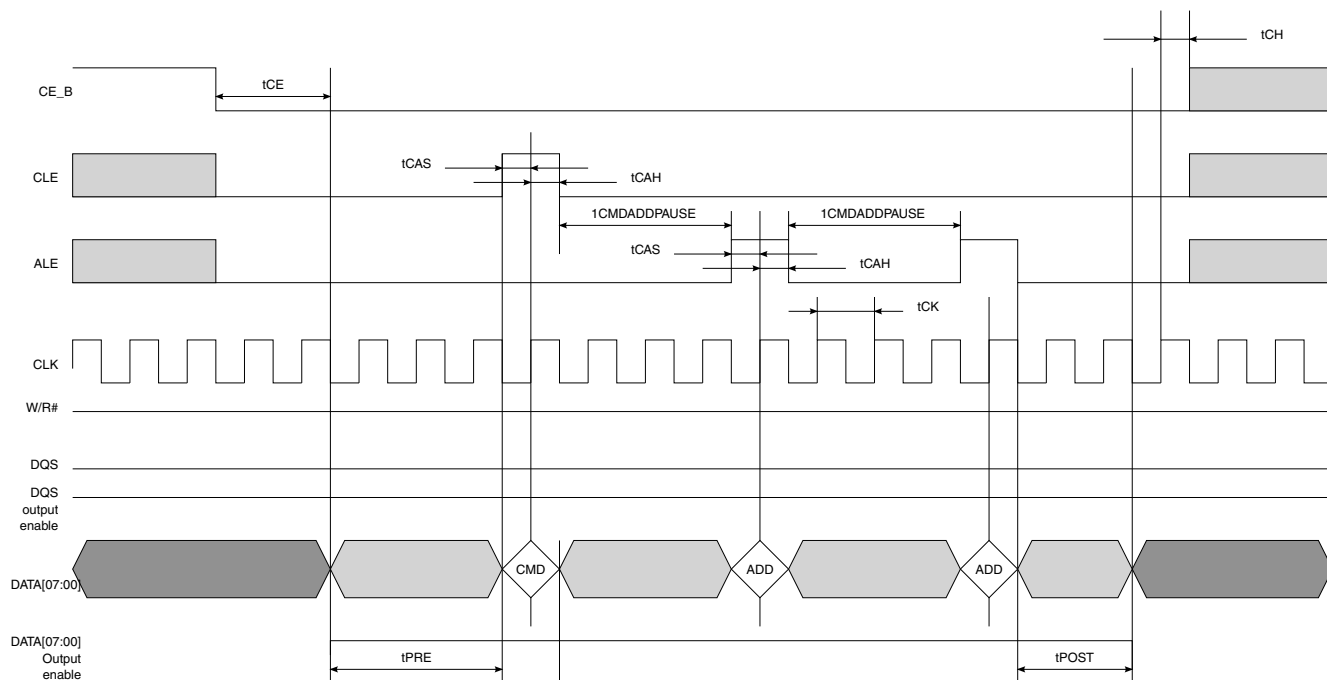 tCH
CE_B
tCE
CLE
tCAS
tCAH
1CMDADDPAUSE
1CMDADDPAUSE
ALE
tCAS
tCAH
tCK
CLK
W/R#
DQS
DQS
output
enable
DATA[07:00]
CMD
ADD
ADD
DATA[07:00]
Output
enable
tPRE
tPOST